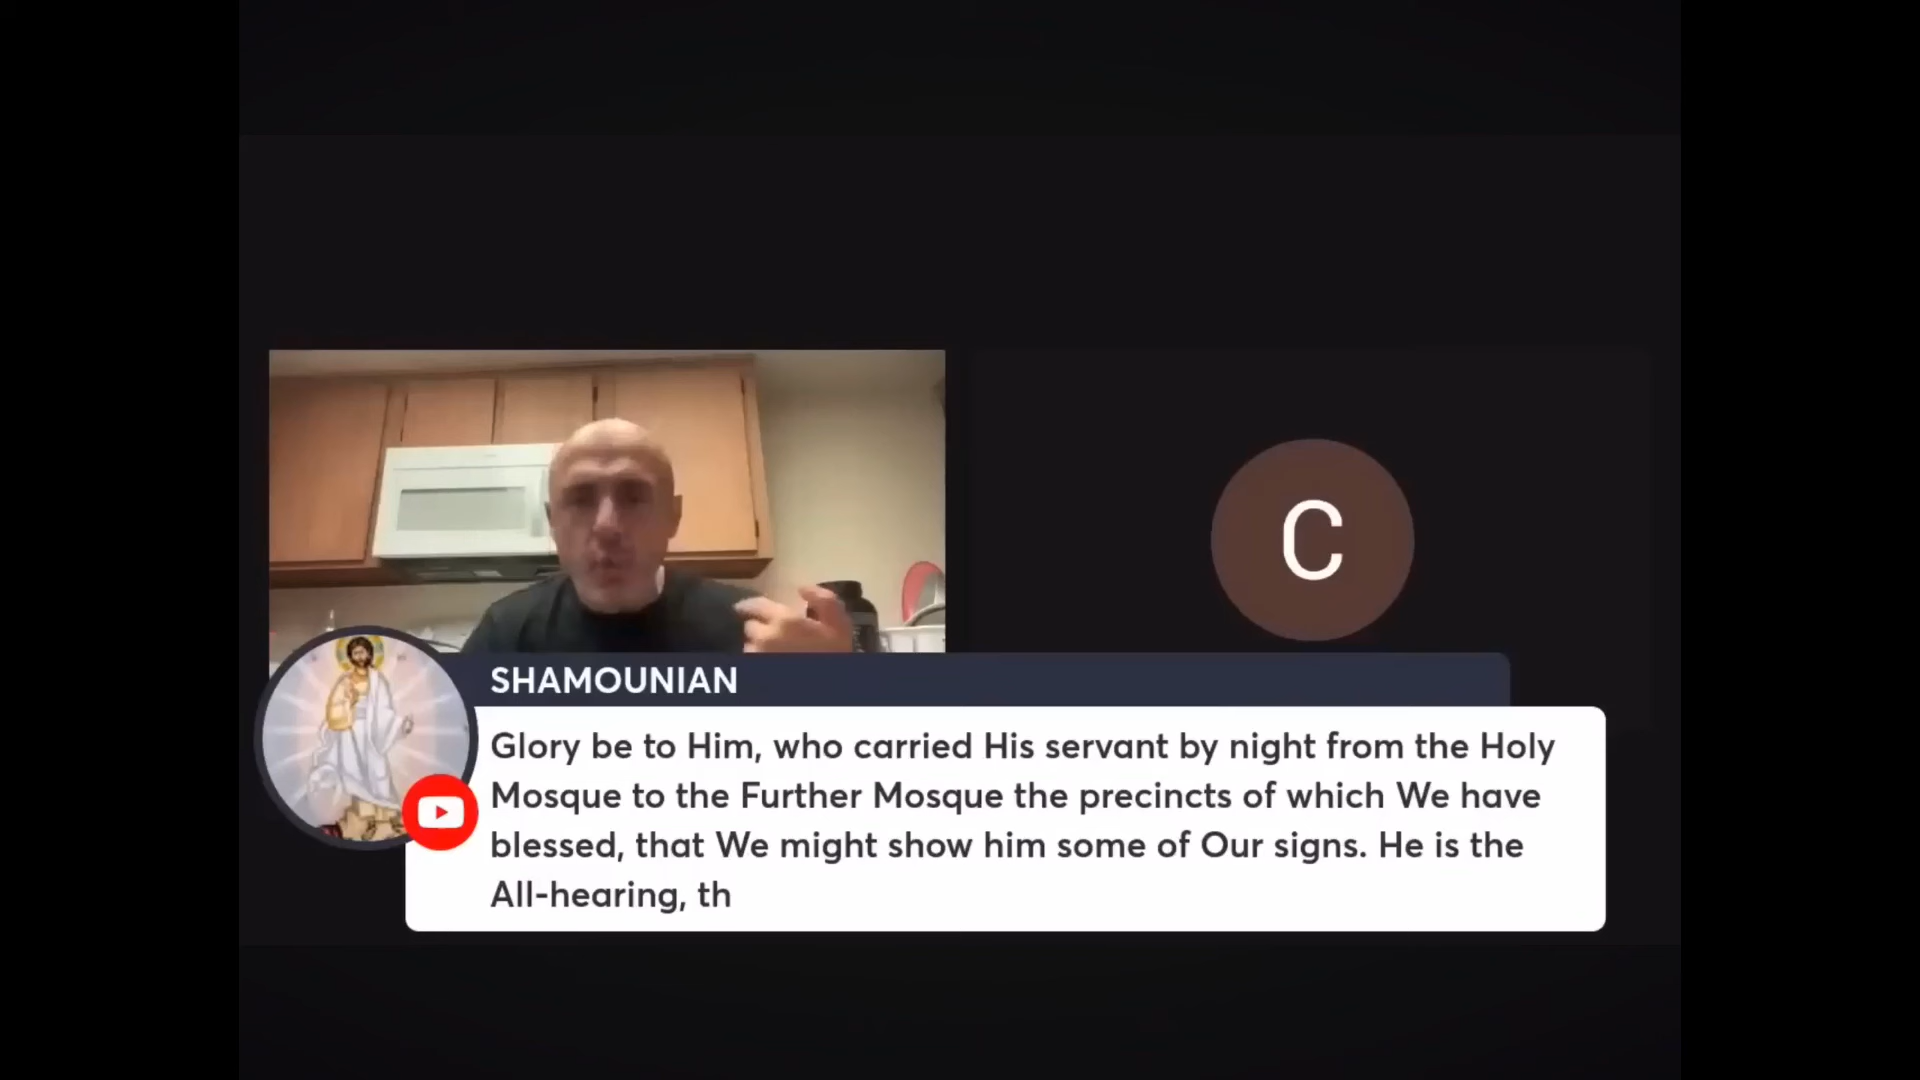 C
SHAMOUNIAN
Glory be to Him, who carried His servant by night from the Holy
Mosque to the Further Mosque the precincts of which We have
blessed, that We might show him some of Our signs. He is the
All-hearing, th